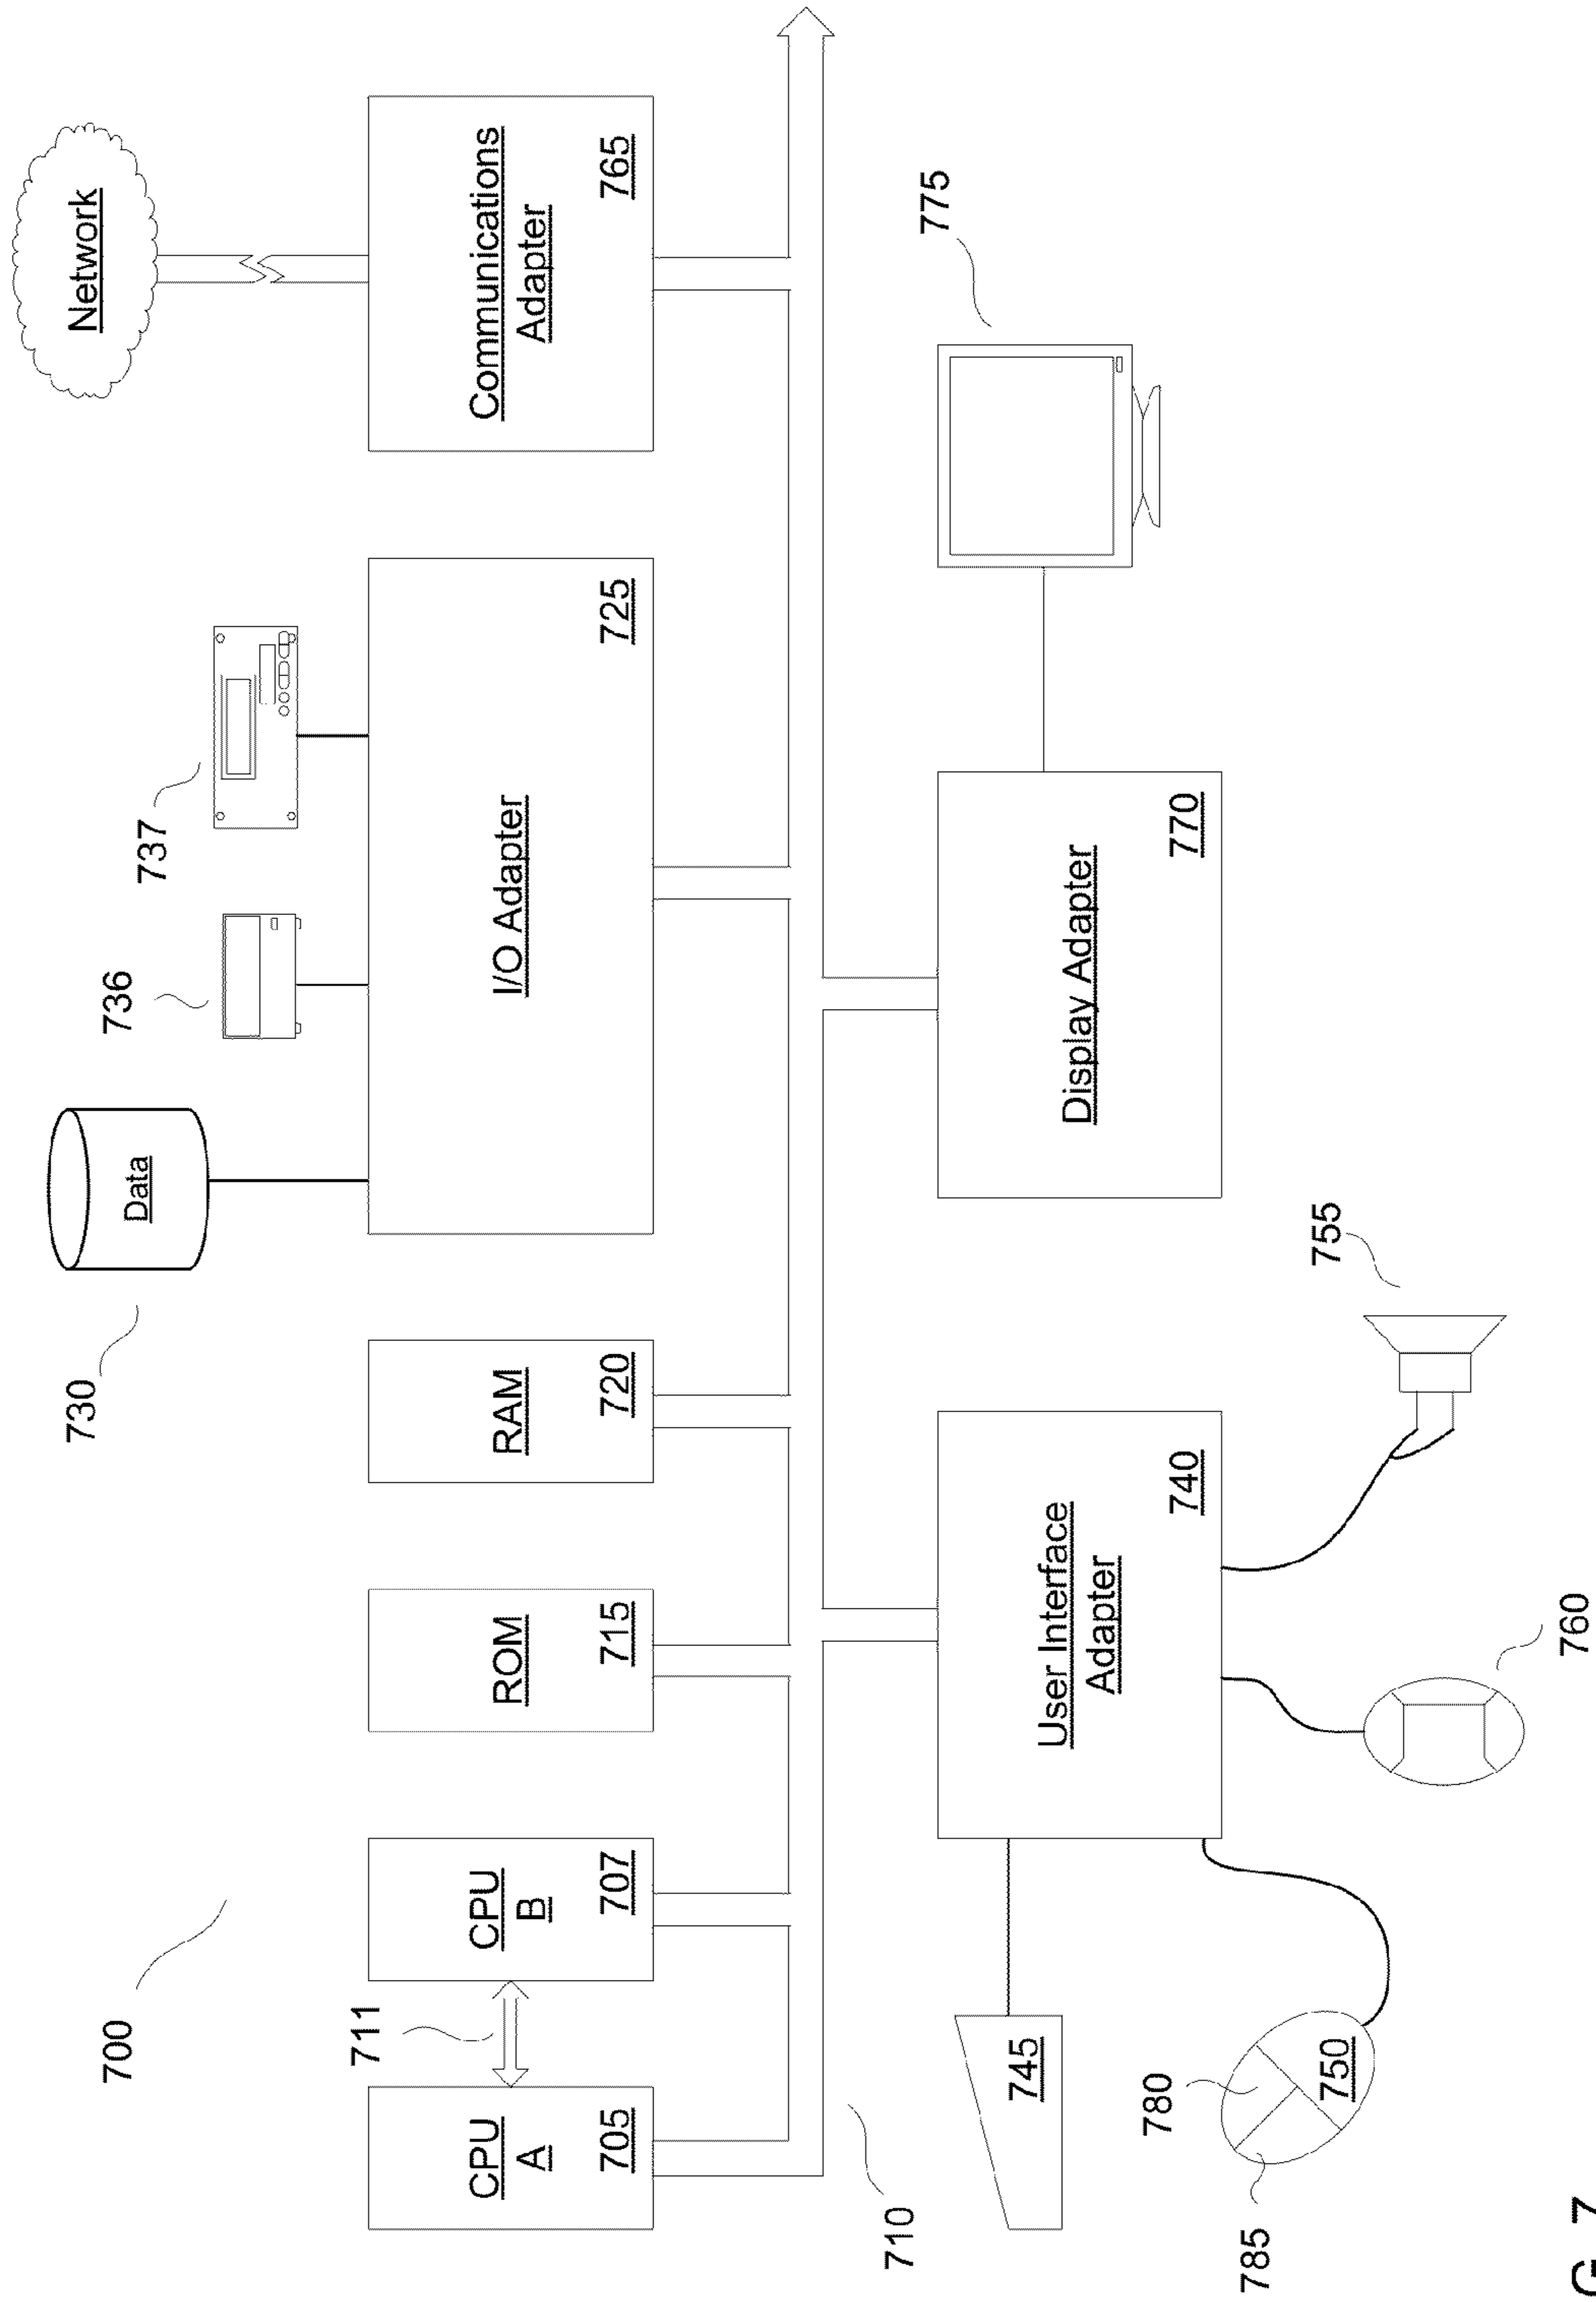 Network
Communications
Adapter
765
737
736
Data
730
I/O Adapter
725
RAM
720
ROM
715
CPU
B
707
711
CPU
A
705
700
710
775
Display Adapter
770
User Interface
Adapter
740
745
780
750
785
760
755
G. 7